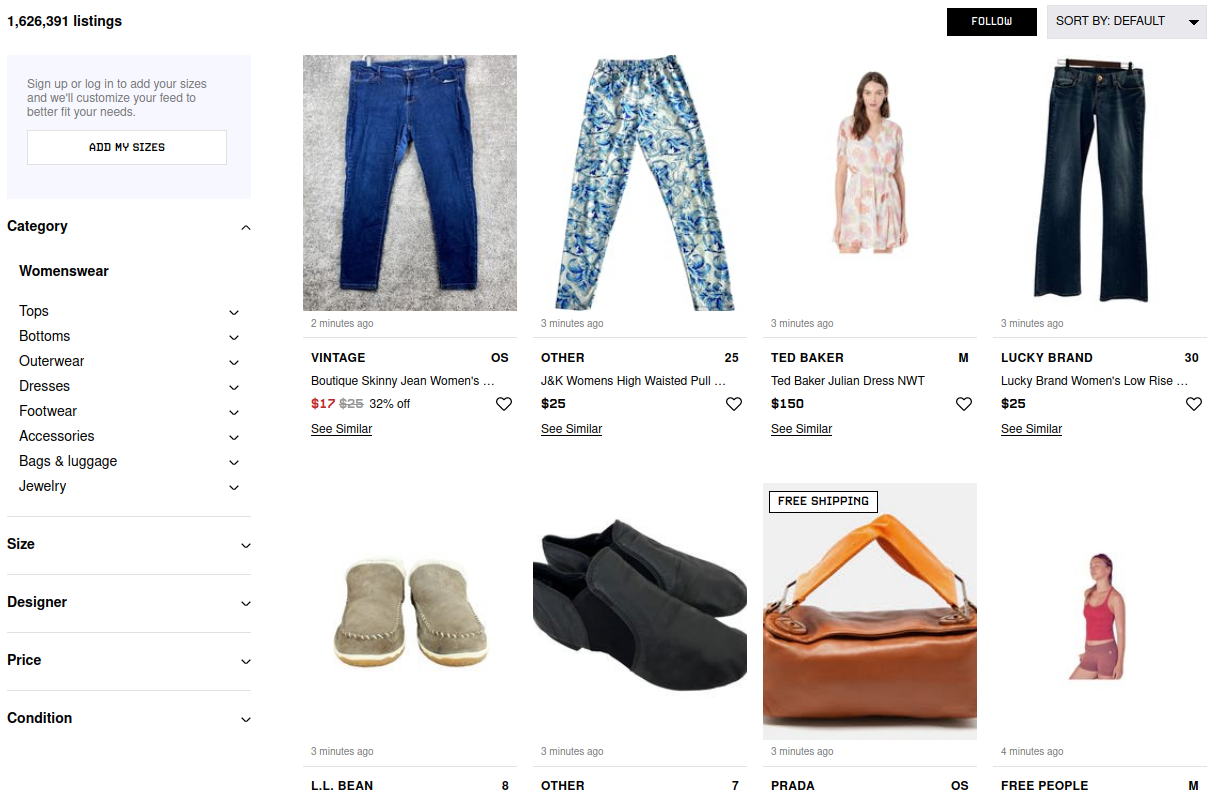 1,626,391 listings
FOLLOW
SORT BY: DEFAULT
Sign up or log in to add your sizes
and we'll customize your feed to
better fit your needs.
ADD MY SIZES
Category
Womenswear
Tops
Bottoms
Outerwear
Dresses
Footwear
Accessories
Bags & luggage
Jewelry
Size
Designer
Price
Condition
2 minutes ago
VINTAGE OS
Boutique Skinny Jean Women's ...
$17 $25 32% off
See Similar
3 minutes ago
OTHER 25
J&K Womens High Waisted Pull ...
$25
See Similar
3 minutes ago
TED BAKER M
Ted Baker Julian Dress NWT
$150
See Similar
3 minutes ago
LUCKY BRAND 30
Lucky Brand Women's Low Rise ...
$25
See Similar
3 minutes ago
L.L. BEAN 8
3 minutes ago
OTHER 7
FREE SHIPPING
3 minutes ago
PRADA OS
4 minutes ago
FREE PEOPLE M